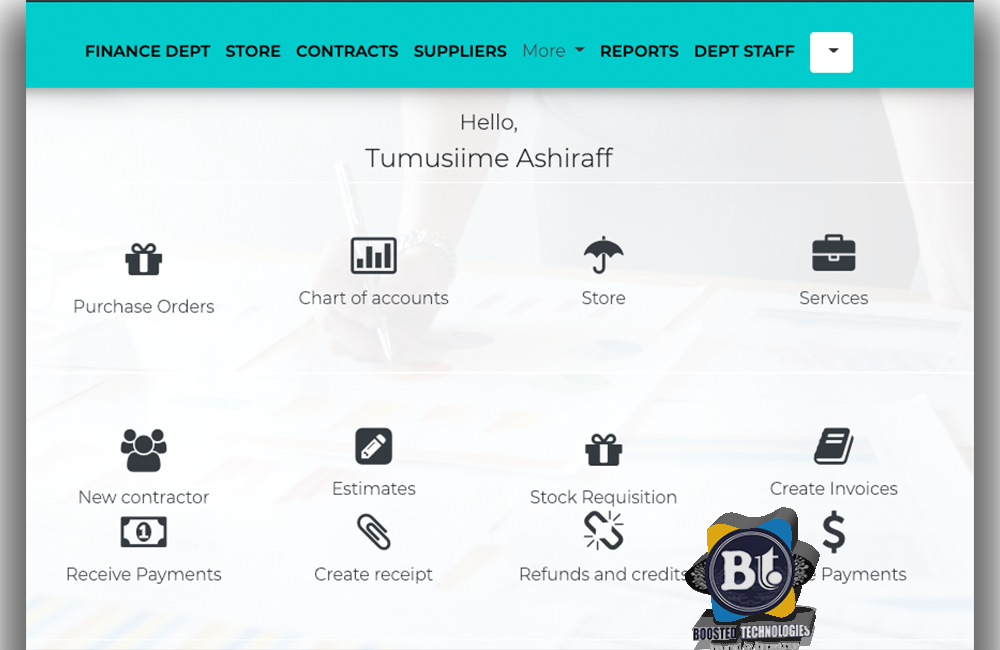 FINANCE DEPT STORE CONTRACTS SUPPLIERS More REPORTS DEPT STAFF
Hello,
Tumusiime Ashiraff
Purchase Orders
Chart of accounts
Store
Services
New contractor
Estimates
Stock Requisition
Create Invoices
1
Receive Payments
Create receipt
Refunds and credits
$
Payments
Bt.
BOOSTED TECHNOLOGIES